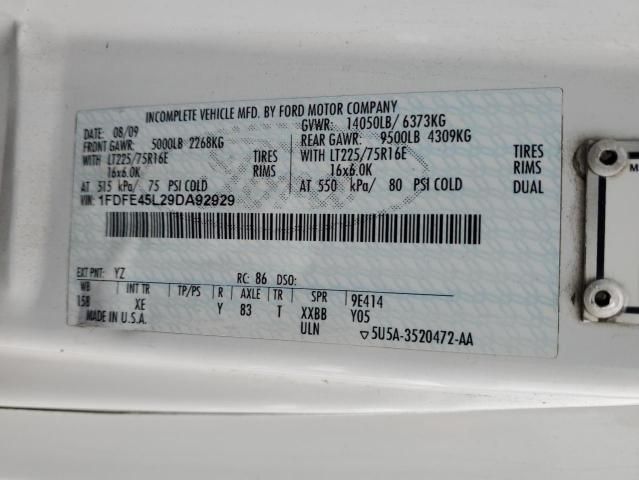 INCOMPLETE VEHICLE MFD. BY FORD MOTOR COMPANY
DATE: 08/09 GVWR: 14050LB/ 6373KG
FRONT GAWR: 5000LB 2268KG REAR GAWR: 9500LB 4309KG
WITH LT225/75R16E TIRES WITH LT225/75R16E TIRES
16x6.0K RIMS 16x6.0K RIMS
AT 315 kPa/ 75 PSI COLD AT 550 kPa/ 80 PSI COLD DUAL
VIN: 1FDFE45L29DA92929
EXT PNT: YZ RC: 86 DSO:
WB INT TR TP/PS R AXLE TR SPR 9E414
158 XE Y 83 T XXBB Y05
MADE IN U.S.A. ULN ▽5U5A-3520472-AA